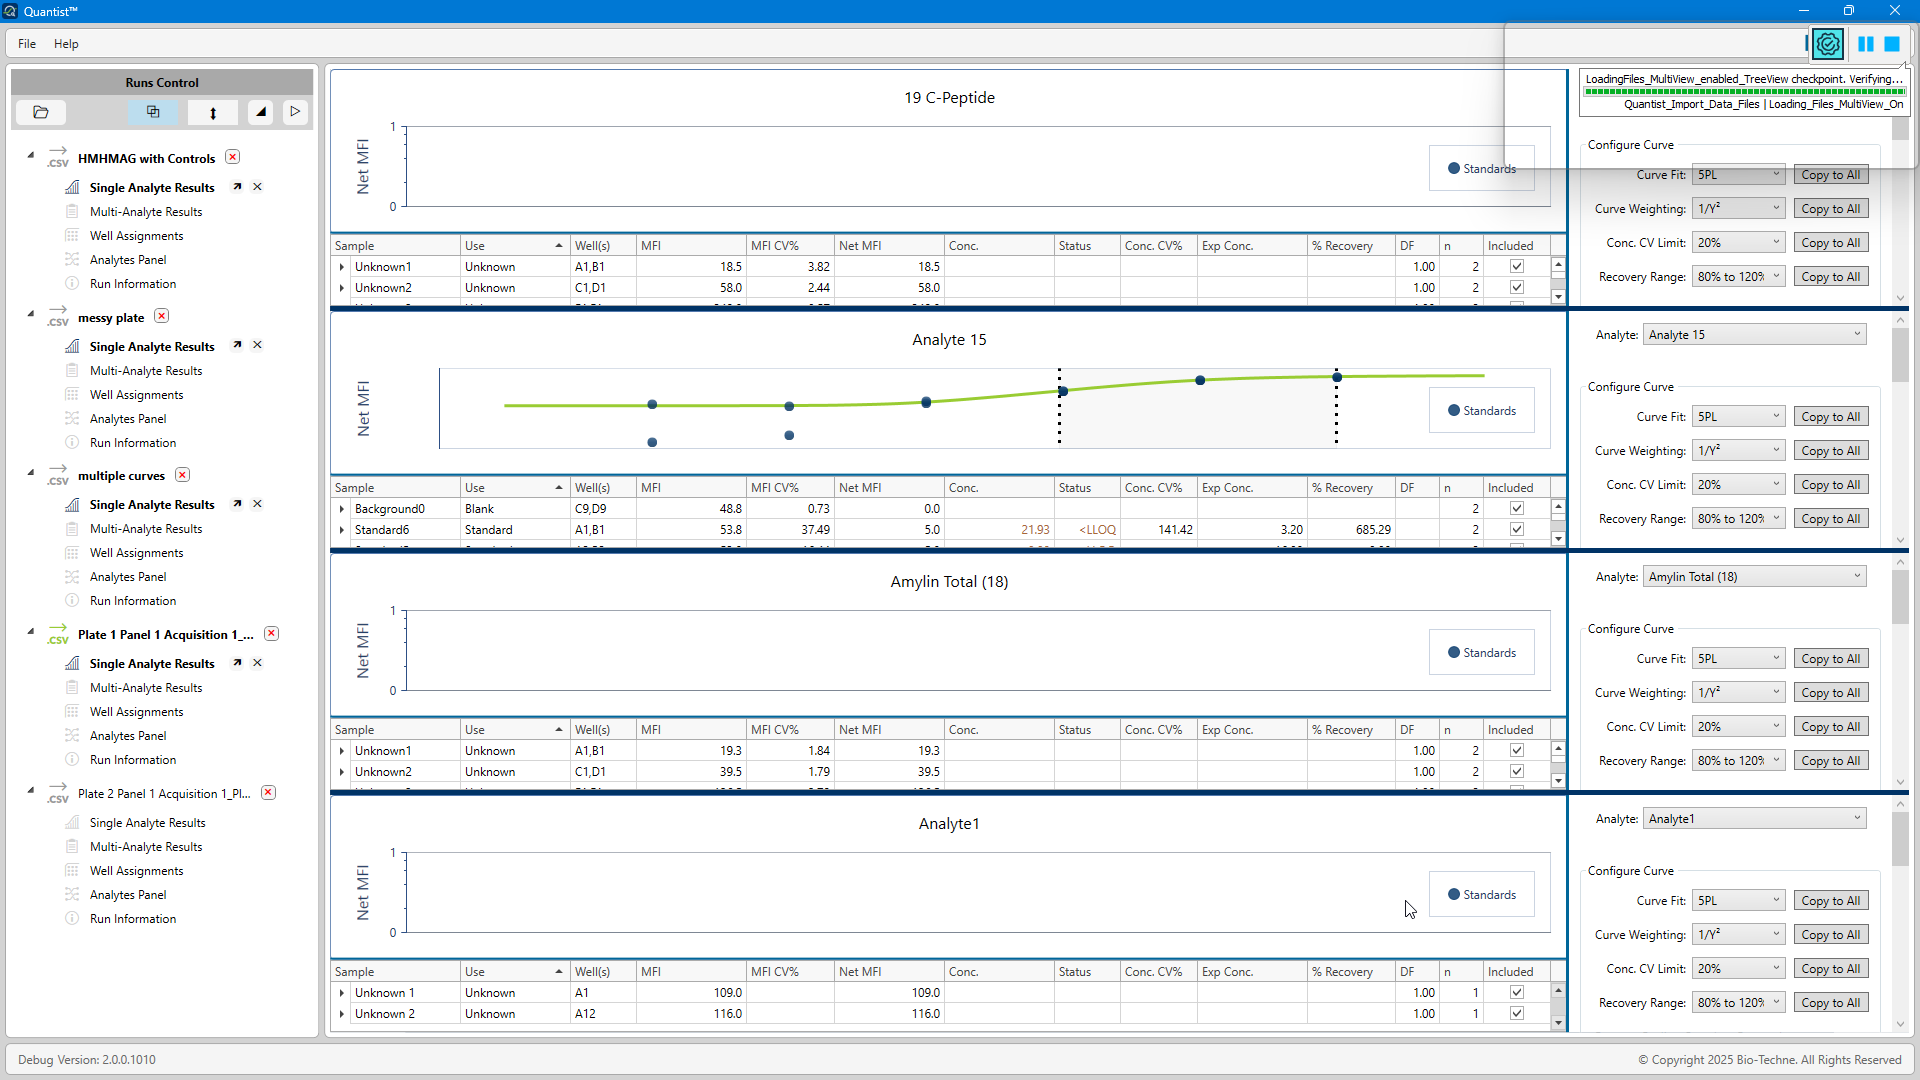 Quantist™
File Help
LoadingFiles_MultiView_enabled_TreeView checkpoint. Verifying...
Quantist_Import_Data_Files | Loading_Files_MultiView_On
Runs Control
.CSV HMHMAG with Controls
Single Analyte Results
Multi-Analyte Results
Well Assignments
Analytes Panel
Run Information
.CSV messy plate
Single Analyte Results
Multi-Analyte Results
Well Assignments
Analytes Panel
Run Information
.CSV multiple curves
Single Analyte Results
Multi-Analyte Results
Well Assignments
Analytes Panel
Run Information
.CSV Plate 1 Panel 1 Acquisition 1_...
Single Analyte Results
Multi-Analyte Results
Well Assignments
Analytes Panel
Run Information
.CSV Plate 2 Panel 1 Acquisition 1_Pl...
Single Analyte Results
Multi-Analyte Results
Well Assignments
Analytes Panel
Run Information
19 C-Peptide
Net MFI
1
0
Standards
Sample Use Well(s) MFI MFI CV% Net MFI Conc. Status Conc. CV% Exp Conc. % Recovery DF n Included
Unknown1 Unknown A1,B1 18.5 3.82 18.5 1.00 2
Unknown2 Unknown C1,D1 58.0 2.44 58.0 1.00 2
Configure Curve
Curve Fit: 5PL Copy to All
Curve Weighting: 1/Y² Copy to All
Conc. CV Limit: 20% Copy to All
Recovery Range: 80% to 120% Copy to All
Analyte 15
Net MFI
Standards
Sample Use Well(s) MFI MFI CV% Net MFI Conc. Status Conc. CV% Exp Conc. % Recovery DF n Included
Background0 Blank C9,D9 48.8 0.73 0.0 2
Standard6 Standard A1,B1 53.8 37.49 5.0 21.93 <LLOQ 141.42 3.20 685.29 2
Analyte: Analyte 15
Configure Curve
Curve Fit: 5PL Copy to All
Curve Weighting: 1/Y² Copy to All
Conc. CV Limit: 20% Copy to All
Recovery Range: 80% to 120% Copy to All
Amylin Total (18)
Net MFI
1
0
Standards
Sample Use Well(s) MFI MFI CV% Net MFI Conc. Status Conc. CV% Exp Conc. % Recovery DF n Included
Unknown1 Unknown A1,B1 19.3 1.84 19.3 1.00 2
Unknown2 Unknown C1,D1 39.5 1.79 39.5 1.00 2
Analyte: Amylin Total (18)
Configure Curve
Curve Fit: 5PL Copy to All
Curve Weighting: 1/Y² Copy to All
Conc. CV Limit: 20% Copy to All
Recovery Range: 80% to 120% Copy to All
Analyte1
Net MFI
1
0
Standards
Sample Use Well(s) MFI MFI CV% Net MFI Conc. Status Conc. CV% Exp Conc. % Recovery DF n Included
Unknown 1 Unknown A1 109.0 109.0 1.00 1
Unknown 2 Unknown A12 116.0 116.0 1.00 1
Analyte: Analyte1
Configure Curve
Curve Fit: 5PL Copy to All
Curve Weighting: 1/Y² Copy to All
Conc. CV Limit: 20% Copy to All
Recovery Range: 80% to 120% Copy to All
Debug Version: 2.0.0.1010
© Copyright 2025 Bio-Techne. All Rights Reserved